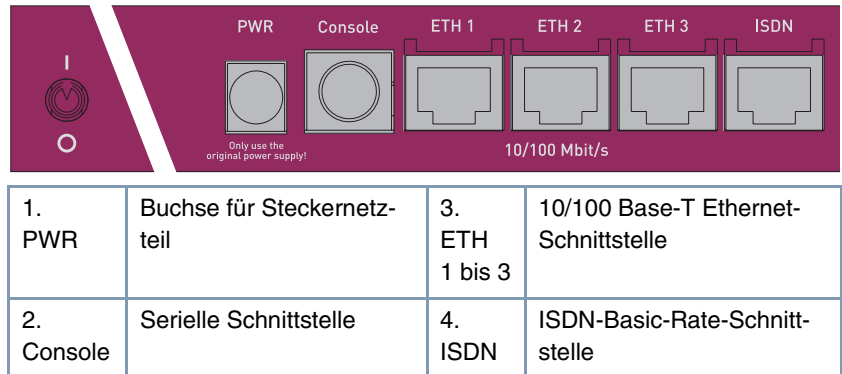 PWR Console ETH 1 ETH 2 ETH 3 ISDN
I
O
Only use the
original power supply!
10/100 Mbit/s
1.
PWR
Buchse für Steckernetz-
teil
3.
ETH
1 bis 3
10/100 Base-T Ethernet-
Schnittstelle
2.
Console
Serielle Schnittstelle
4.
ISDN
ISDN-Basic-Rate-Schnitt-
stelle